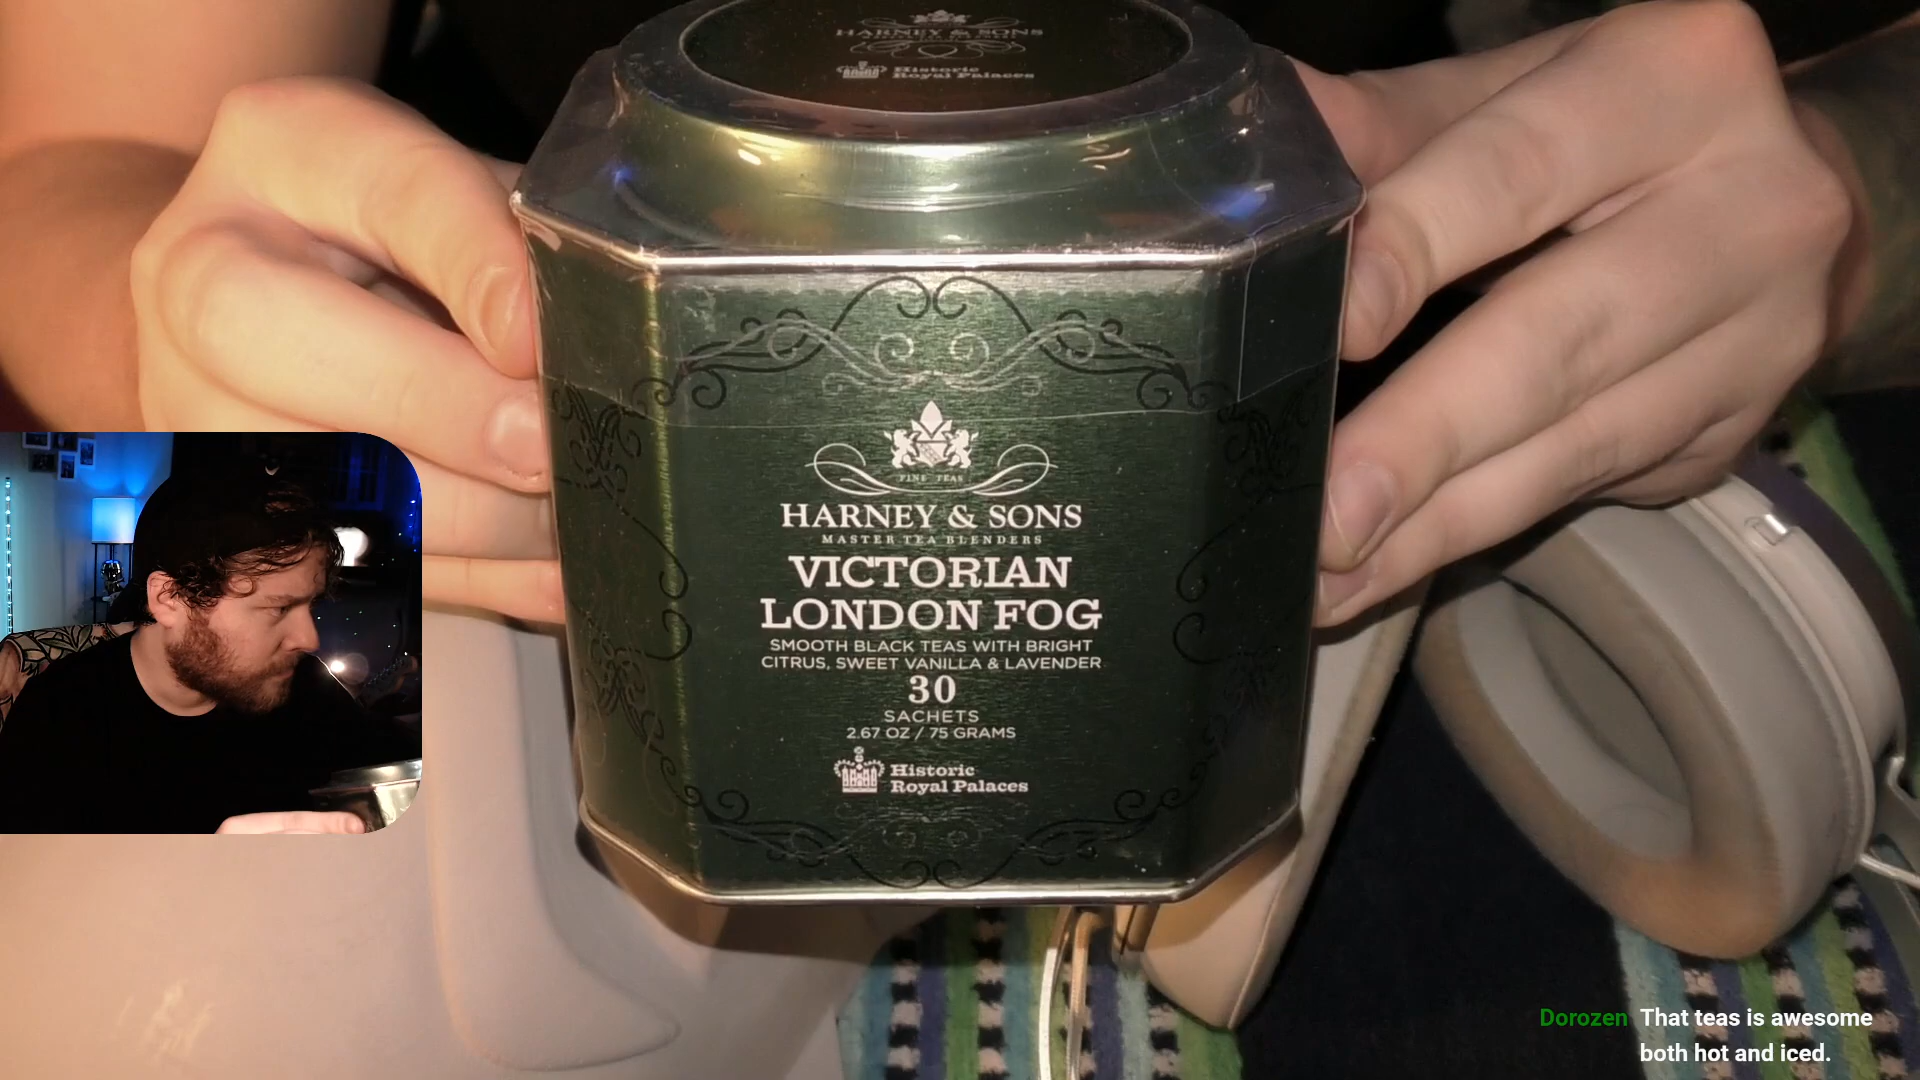 HARNEY & SONS
Historic
Royal Palaces
FINE TEAS
HARNEY & SONS
MASTER TEA BLENDERS
VICTORIAN
LONDON FOG
SMOOTH BLACK TEAS WITH BRIGHT
CITRUS, SWEET VANILLA & LAVENDER
30
SACHETS
2.67 OZ / 75 GRAMS
Historic
Royal Palaces
Dorozen That teas is awesome
both hot and iced.